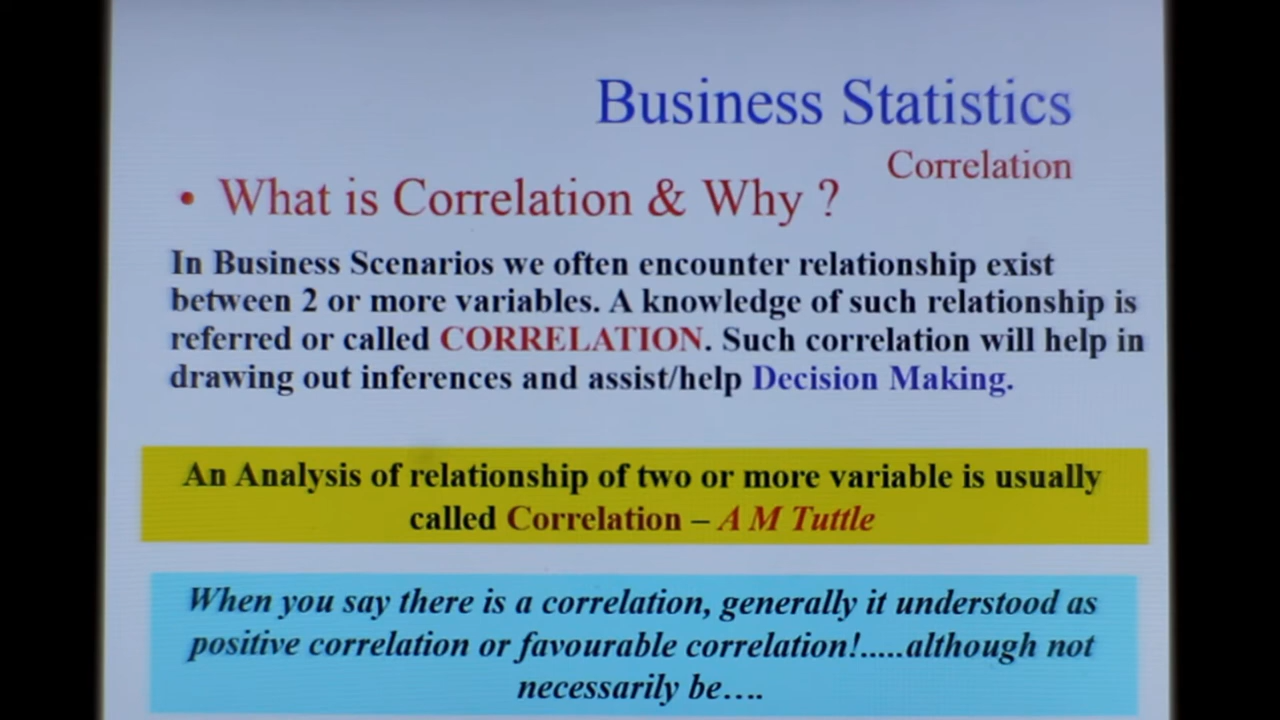 Business Statistics
Correlation
• What is Correlation & Why ?
In Business Scenarios we often encounter relationship exist
between 2 or more variables. A knowledge of such relationship is
referred or called CORRELATION. Such correlation will help in
drawing out inferences and assist/help Decision Making.
An Analysis of relationship of two or more variable is usually
called Correlation – A M Tuttle
When you say there is a correlation, generally it understood as
positive correlation or favourable correlation!.....although not
necessarily be….